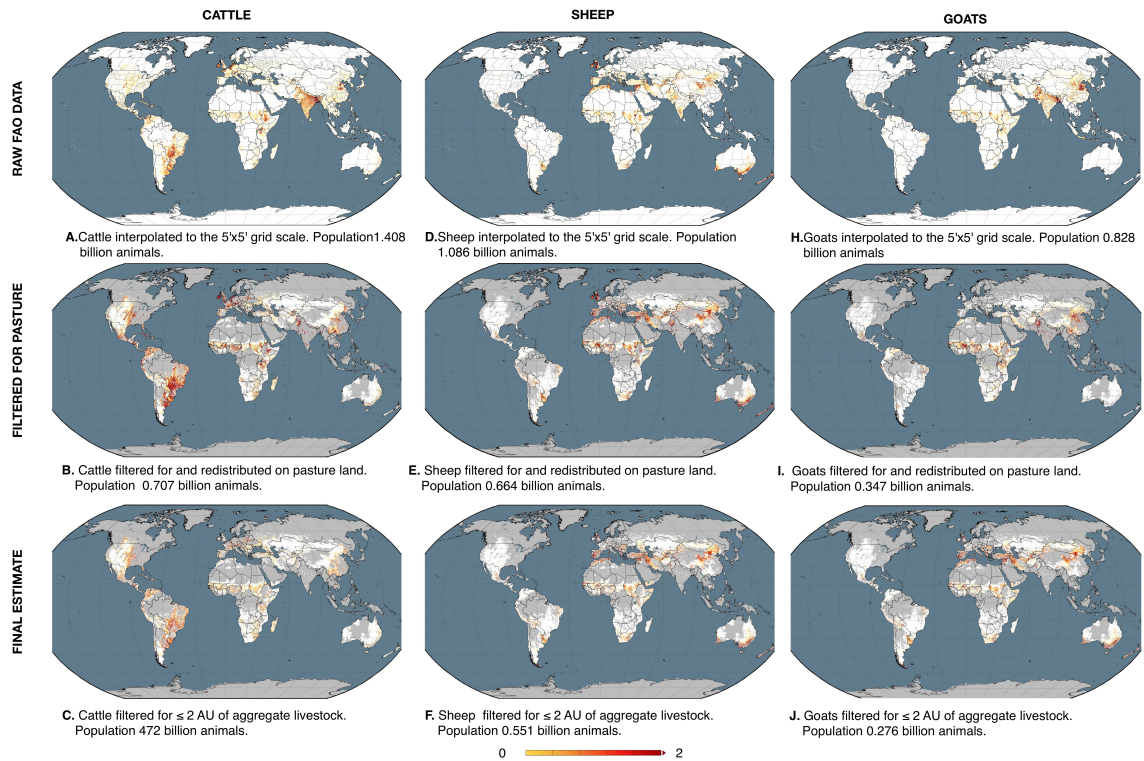 CATTLE
SHEEP
GOATS
RAW FAO DATA
A.Cattle interpolated to the 5'x5' grid scale. Population1.408
billion animals.
D.Sheep interpolated to the 5'x5' grid scale. Population
1.086 billion animals.
H.Goats interpolated to the 5'x5' grid scale. Population 0.828
billion animals
FILTERED FOR PASTURE
B. Cattle filtered for and redistributed on pasture land.
Population 0.707 billion animals.
E. Sheep filtered for and redistributed on pasture land.
Population 0.664 billion animals.
I. Goats filtered for and redistributed on pasture land.
Population 0.347 billion animals.
FINAL ESTIMATE
C. Cattle filtered for ≤ 2 AU of aggregate livestock.
Population 472 billion animals.
F. Sheep filtered for ≤ 2 AU of aggregate livestock.
Population 0.551 billion animals.
J. Goats filtered for ≤ 2 AU of aggregate livestock.
Population 0.276 billion animals.
0 2